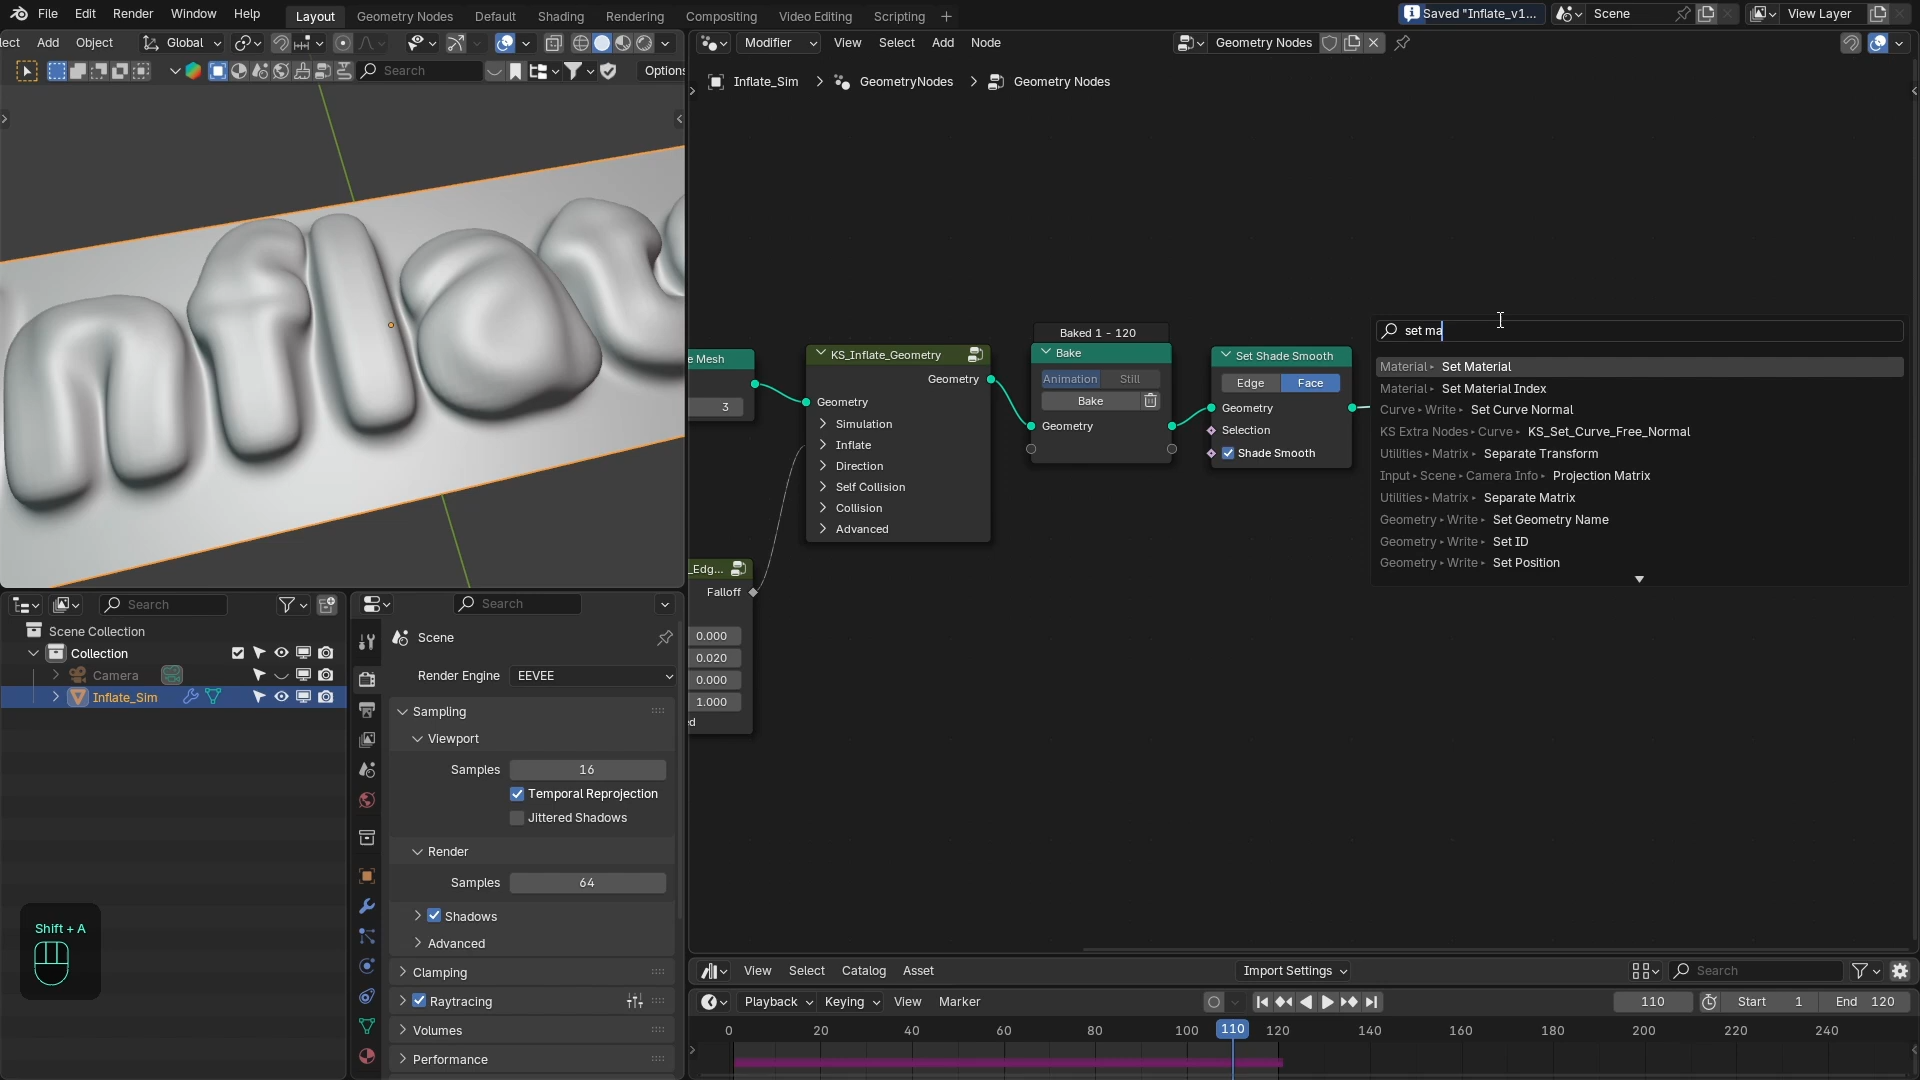 File Edit Render Window Help Layout Geometry Nodes Default Shading Rendering Compositing Video Editing Scripting + Saved "Inflate_v1... Scene View Layer
lect Add Object Global
Modifier View Select Add Node Geometry Nodes
Search Options
Inflate_Sim > GeometryNodes > Geometry Nodes
nflat
set ma
Material Set Material
Material Set Material Index
Curve Write Set Curve Normal
KS Extra Nodes Curve KS_Set_Curve_Free_Normal
Utilities Matrix Separate Transform
Input Scene Camera Info Projection Matrix
Utilities Matrix Separate Matrix
Geometry Write Set Geometry Name
Geometry Write Set ID
Geometry Write Set Position
e Mesh
3
KS_Inflate_Geometry
Geometry
Geometry
Simulation
Inflate
Direction
Self Collision
Collision
Advanced
Baked 1 - 120
Bake
Animation Still
Bake
Geometry
Set Shade Smooth
Edge Face
Geometry
Selection
Shade Smooth
_Edg...
Falloff
0.000
0.020
0.000
1.000
ed
Search
Scene Collection
Collection
Camera
Inflate_Sim
Shift + A
Search
Scene
Render Engine EEVEE
Sampling
Viewport
Samples 16
Temporal Reprojection
Jittered Shadows
Render
Samples 64
Shadows
Advanced
Clamping
Raytracing
Volumes
Performance
View Select Catalog Asset Import Settings Search
Playback Keying View Marker 110 Start 1 End 120
0 20 40 60 80 100 110 120 140 160 180 200 220 240